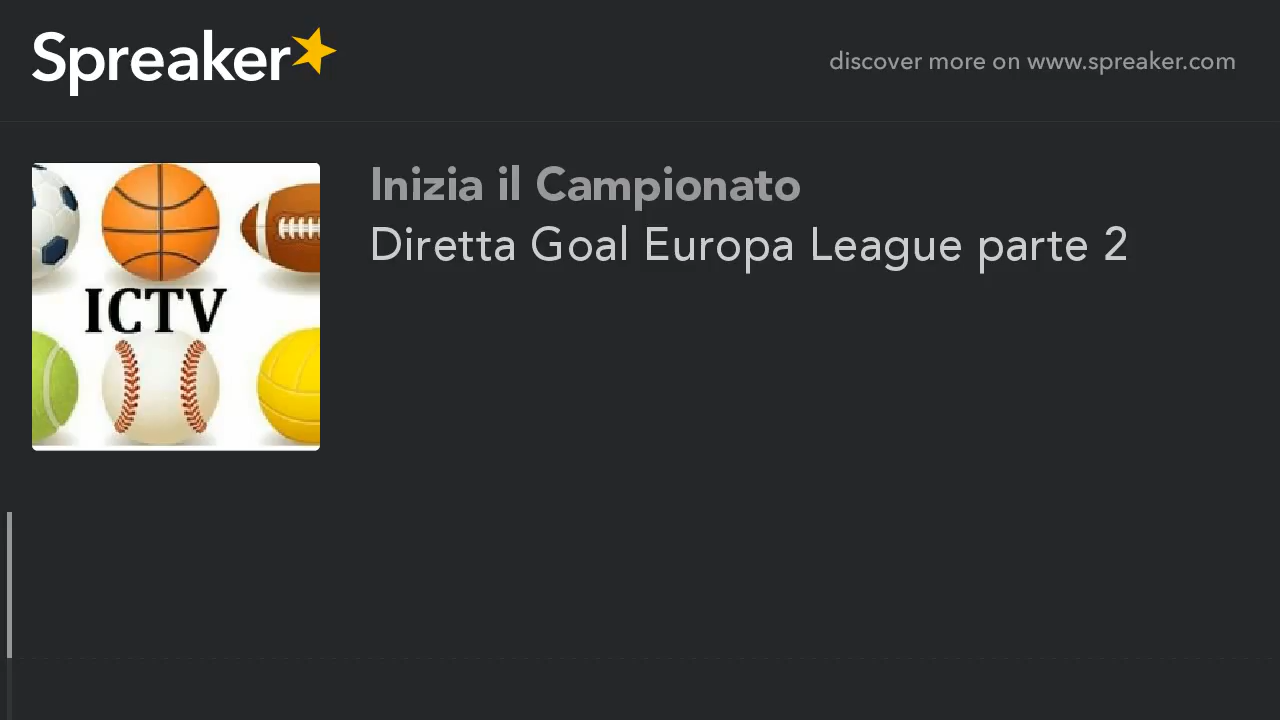 Spreaker
discover more on www.spreaker.com
Inizia il Campionato
Diretta Goal Europa League parte 2
ICTV